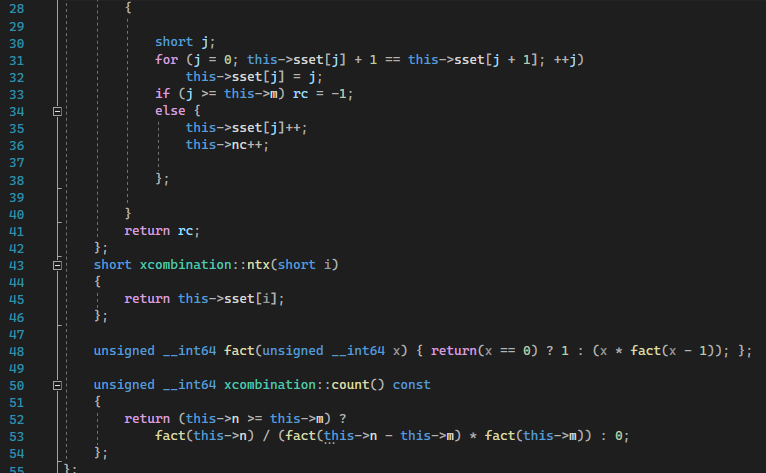 28 {
29
30 short j;
31 for (j = 0; this->sset[j] + 1 == this->sset[j + 1]; ++j)
32 this->sset[j] = j;
33 if (j >= this->m) rc = -1;
34 else {
35 this->sset[j]++;
36 this->nc++;
37
38 };
39
40 }
41 return rc;
42 };
43 short xcombination::ntx(short i)
44 {
45 return this->sset[i];
46 };
47
48 unsigned __int64 fact(unsigned __int64 x) { return(x == 0) ? 1 : (x * fact(x - 1)); };
49
50 unsigned __int64 xcombination::count() const
51 {
52 return (this->n >= this->m) ?
53 fact(this->n) / (fact(this->n - this->m) * fact(this->m)) : 0;
54 };
55 };